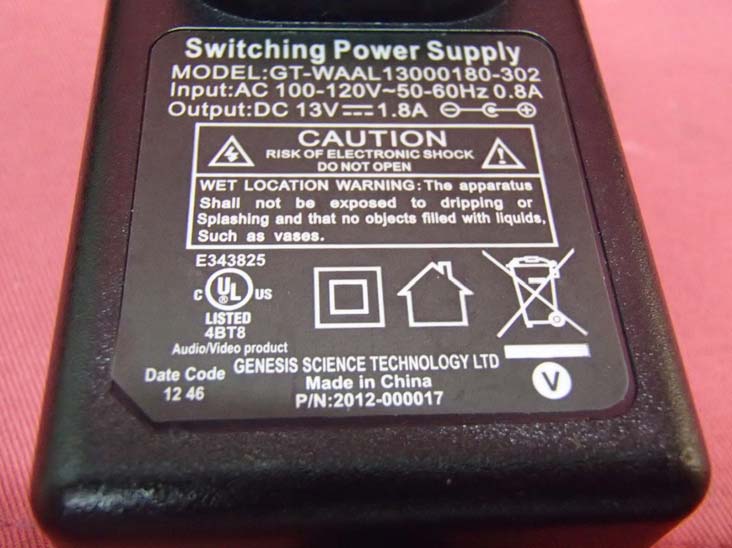 Switching Power Supply
MODEL:GT-WAAL13000180-302
Input:AC 100-120V~50-60Hz 0.8A
Output:DC 13V⎓1.8A
CAUTION
RISK OF ELECTRONIC SHOCK
DO NOT OPEN
WET LOCATION WARNING: The apparatus
Shall not be exposed to dripping or
Splashing and that no objects filled with liquids,
Such as vases.
E343825
C UL US
®
LISTED
4BT8
Audio/Video product
Date Code GENESIS SCIENCE TECHNOLOGY LTD
12 46 Made in China
P/N:2012-000017
V